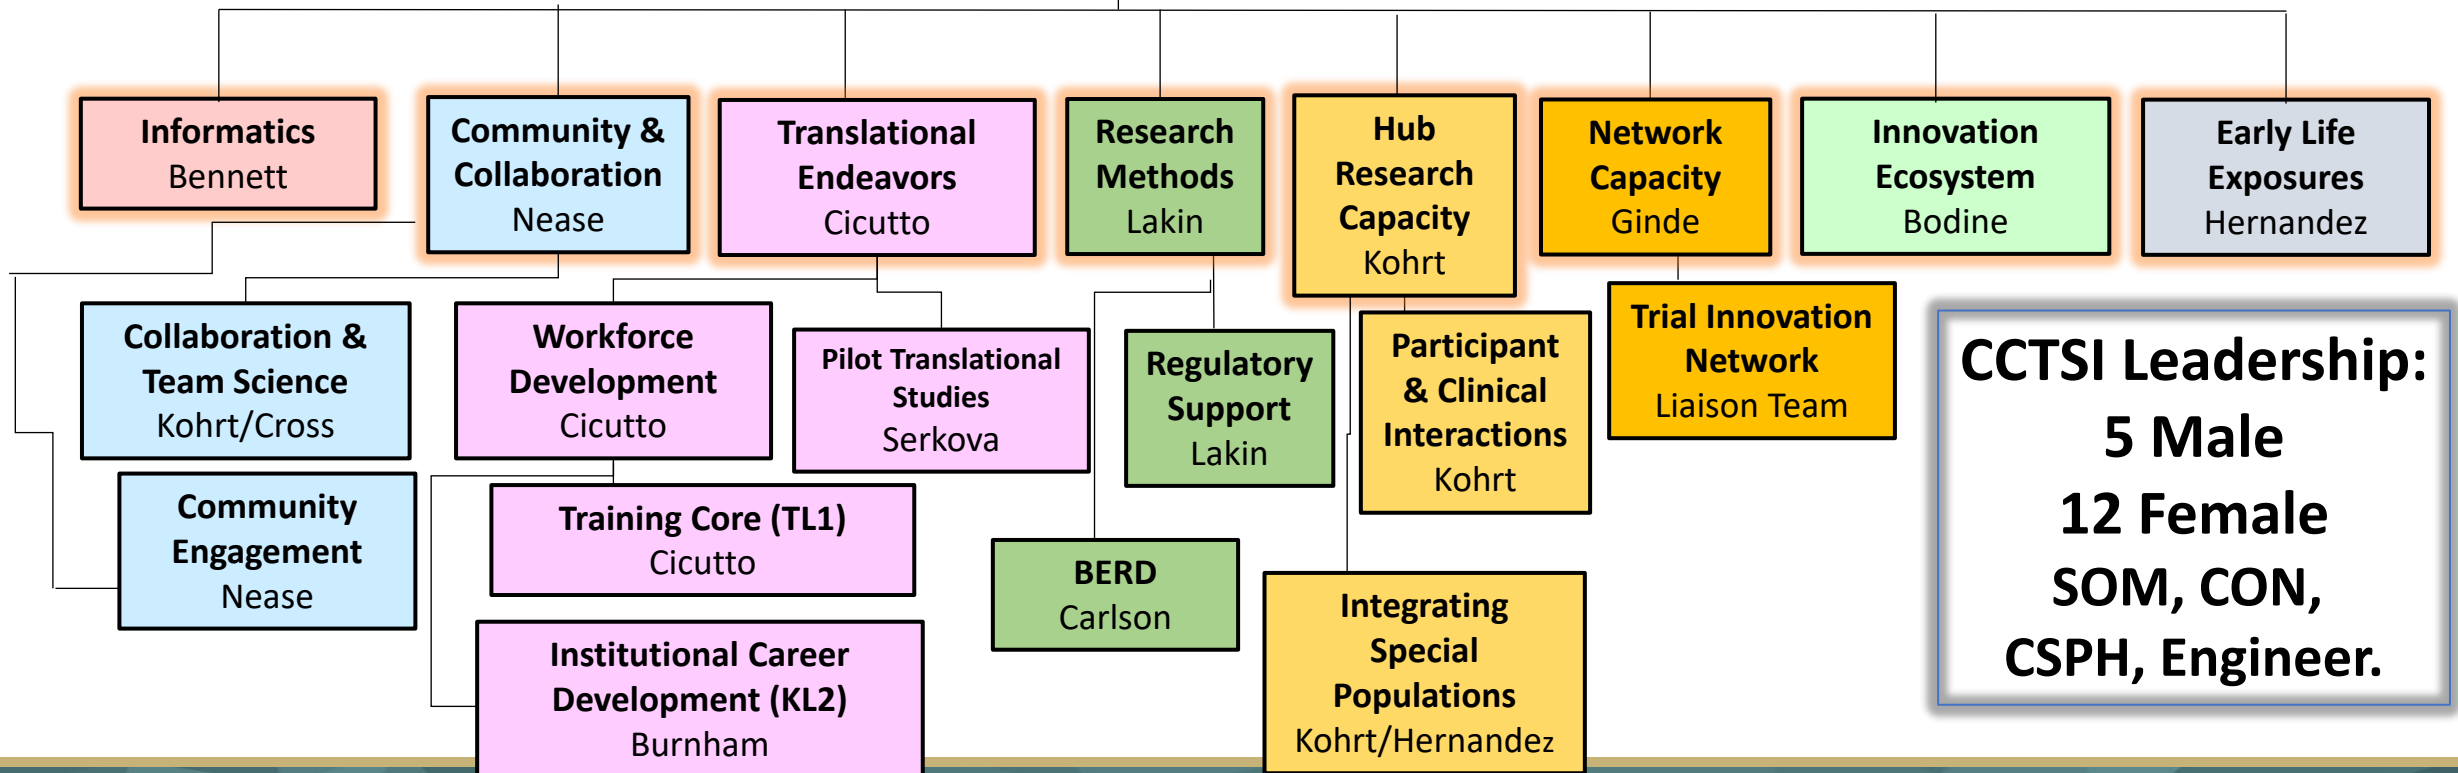 Informatics
Bennett
Community &
Collaboration
Nease
Translational
Endeavors
Cicutto
Research
Methods
Lakin
Hub
Research
Capacity
Kohrt
Network
Capacity
Ginde
Innovation
Ecosystem
Bodine
Early Life
Exposures
Hernandez
Collaboration &
Team Science
Kohrt/Cross
Workforce
Development
Cicutto
Pilot Translational
Studies
Serkova
Regulatory
Support
Lakin
Participant
& Clinical
Interactions
Kohrt
Trial Innovation
Network
Liaison Team
Community
Engagement
Nease
Training Core (TL1)
Cicutto
BERD
Carlson
Institutional Career
Development (KL2)
Burnham
Integrating
Special
Populations
Kohrt/Hernandez
CCTSI Leadership:
5 Male
12 Female
SOM, CON,
CSPH, Engineer.